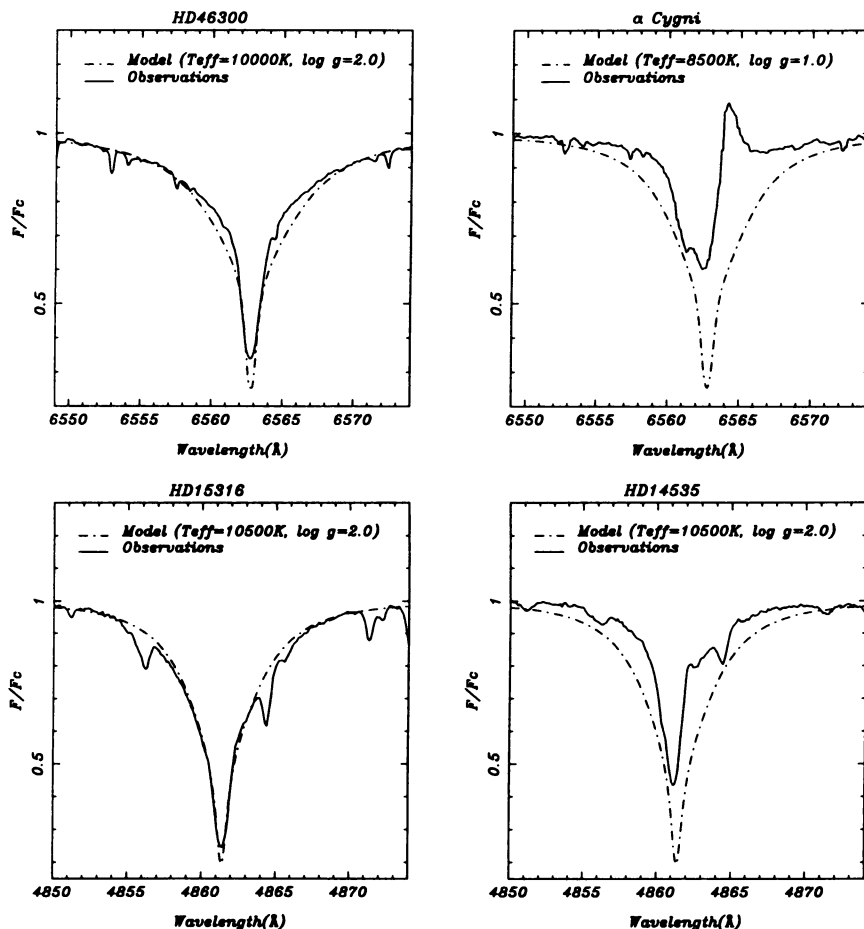 HD46300
Model (Teff=10000K, log g=2.0)
Observations
1
0.5
F/Fc
6550 6555 6560 6565 6570
Wavelength(Å)
α Cygni
Model (Teff=8500K, log g=1.0)
Observations
1
0.5
F/Fc
6550 6555 6560 6565 6570
Wavelength(Å)
HD15316
Model (Teff=10500K, log g=2.0)
Observations
1
0.5
F/Fc
4850 4855 4860 4865 4870
Wavelength(Å)
HD14535
Model (Teff=10500K, log g=2.0)
Observations
1
0.5
F/Fc
4850 4855 4860 4865 4870
Wavelength(Å)